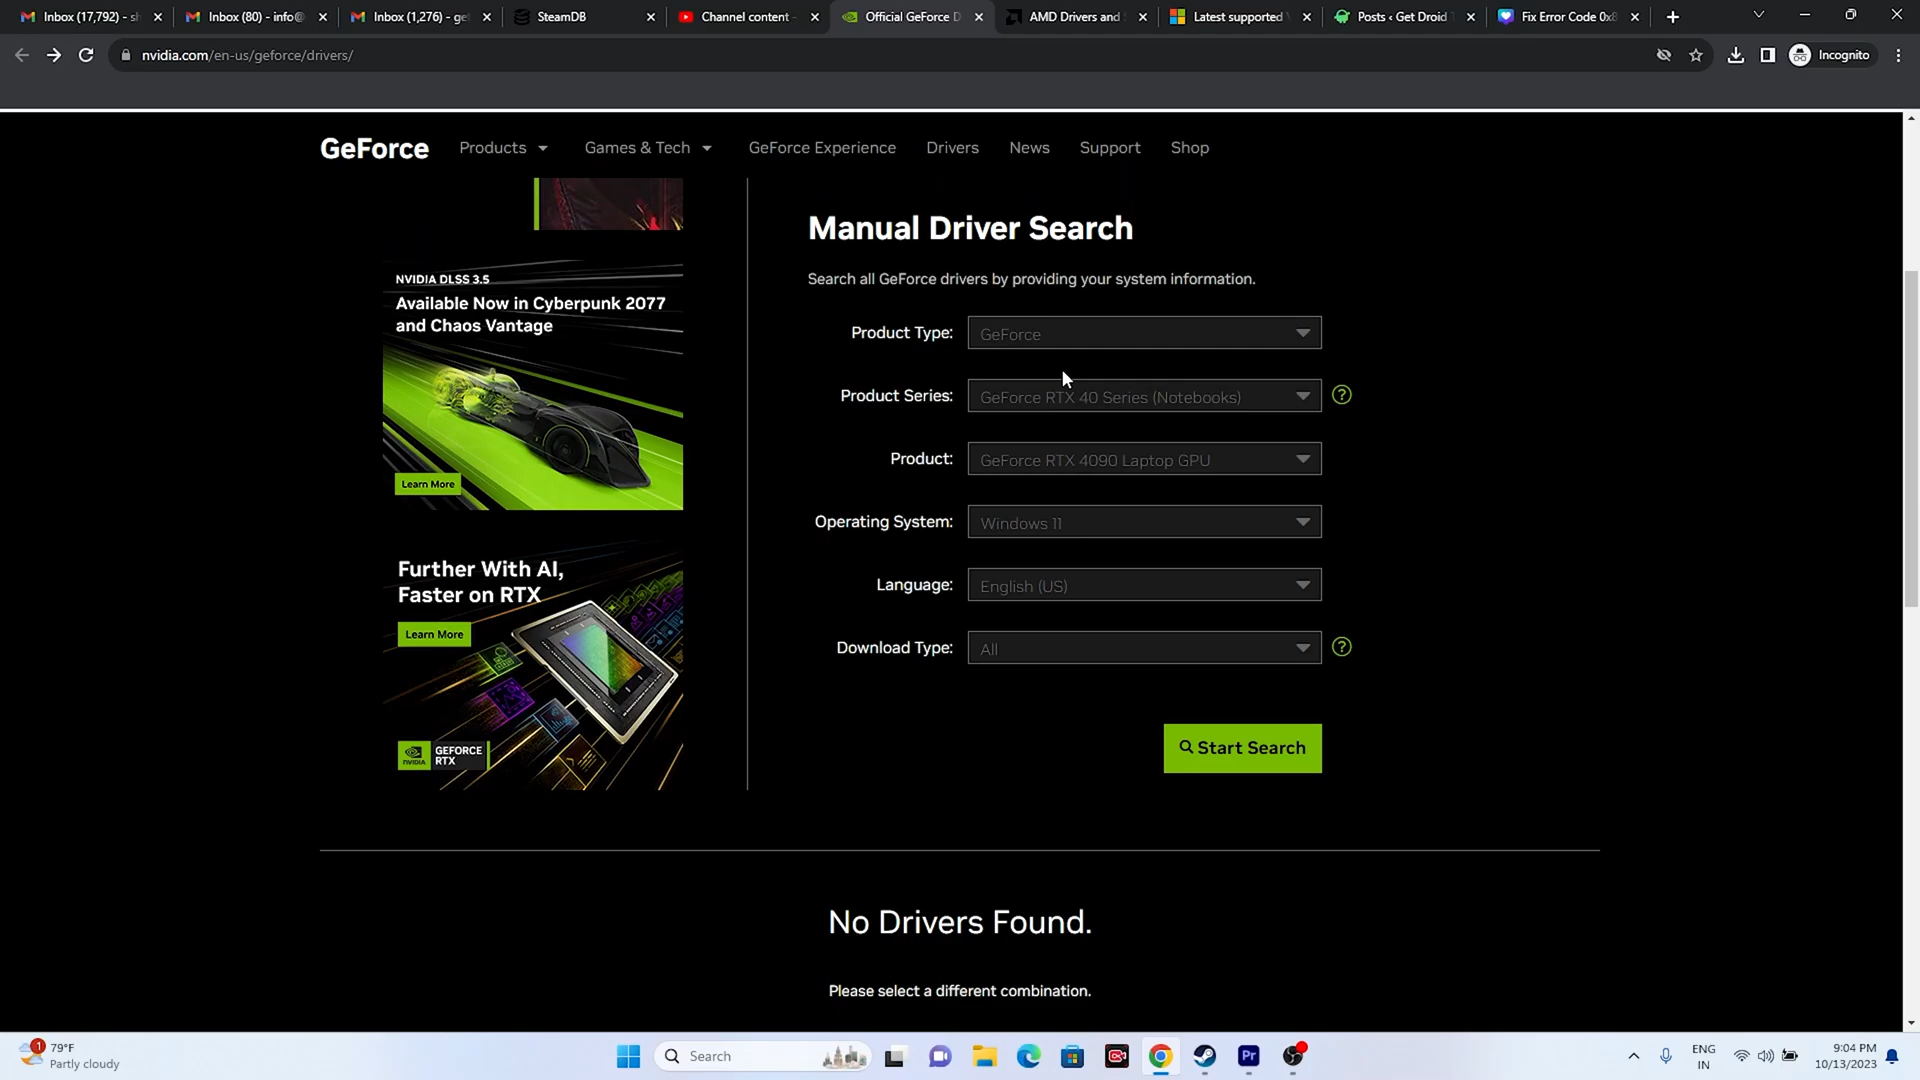 Inbox (17,792) - sh
Inbox (80) - info@
Inbox (1,276) - ge
SteamDB
Channel content -
Official GeForce D
AMD Drivers and S
Latest supported V
Posts ‹ Get Droid T
Fix Error Code 0x8
nvidia.com/en-us/geforce/drivers/
Incognito
GeForce
Products
Games & Tech
GeForce Experience
Drivers
News
Support
Shop
NVIDIA DLSS 3.5
Available Now in Cyberpunk 2077
and Chaos Vantage
Learn More
Further With AI,
Faster on RTX
Learn More
NVIDIA
GEFORCE
RTX
Manual Driver Search
Search all GeForce drivers by providing your system information.
Product Type: GeForce
Product Series: GeForce RTX 40 Series (Notebooks) ?
Product: GeForce RTX 4090 Laptop GPU
Operating System: Windows 11
Language: English (US)
Download Type: All ?
Start Search
No Drivers Found.
Please select a different combination.
1
79°F
Partly cloudy
Search
Pr
ENG
IN
9:04 PM
10/13/2023